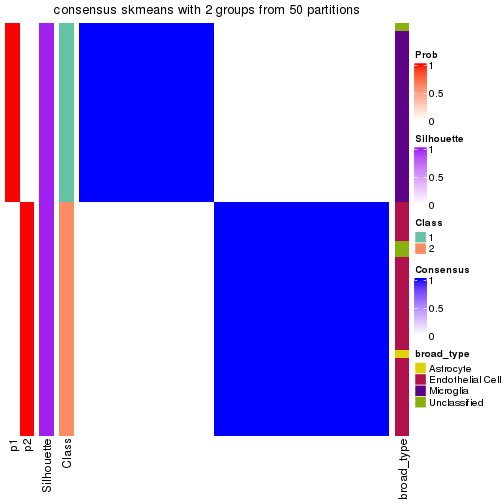 consensus skmeans with 2 groups from 50 partitions
Prob
1
0.5
0
Silhouette
1
0.5
0
Class
1
2
Consensus
1
0.5
0
broad_type
Astrocyte
Endothelial Cell
Microglia
Unclassified
p1
p2
Silhouette
Class
broad_type